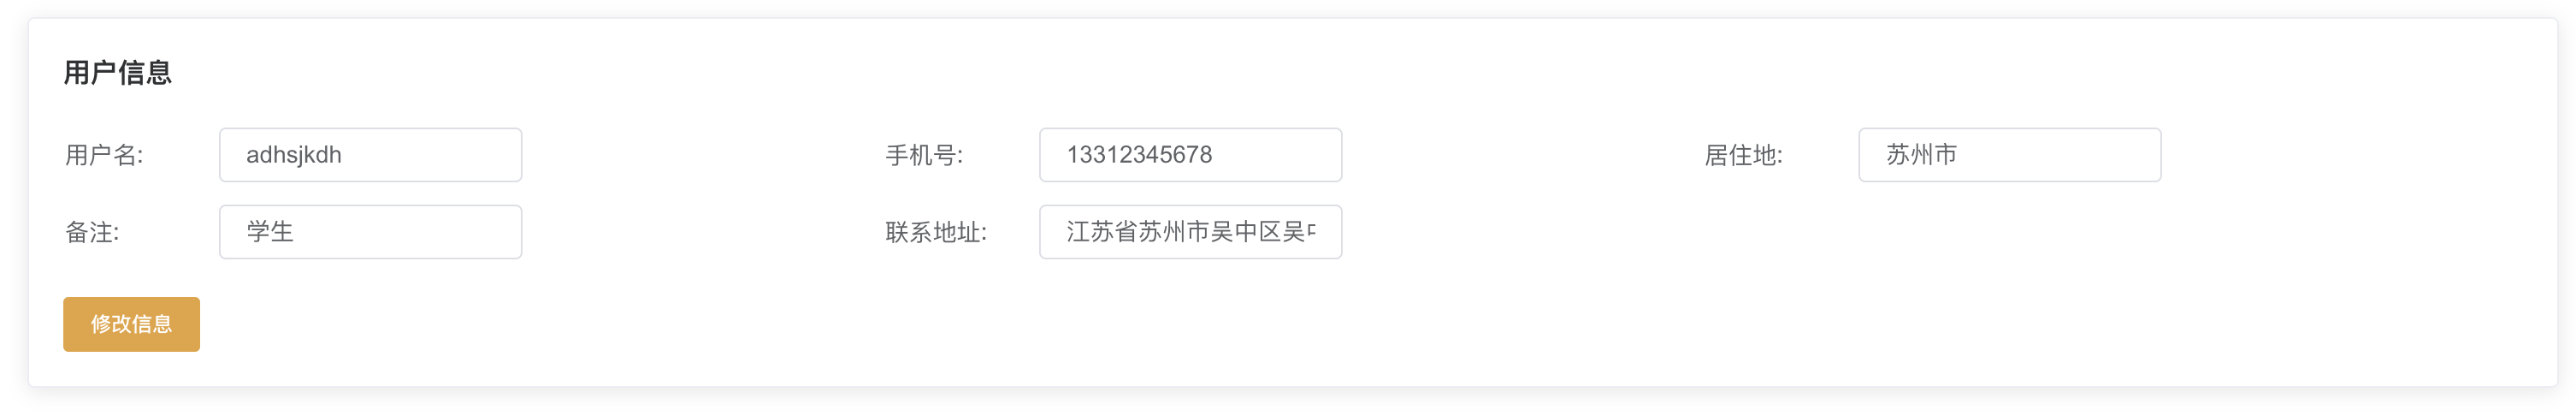 用户信息
用户名: adhsjkdh 手机号: 13312345678 居住地: 苏州市
备注: 学生 联系地址: 江苏省苏州市吴中区吴
修改信息